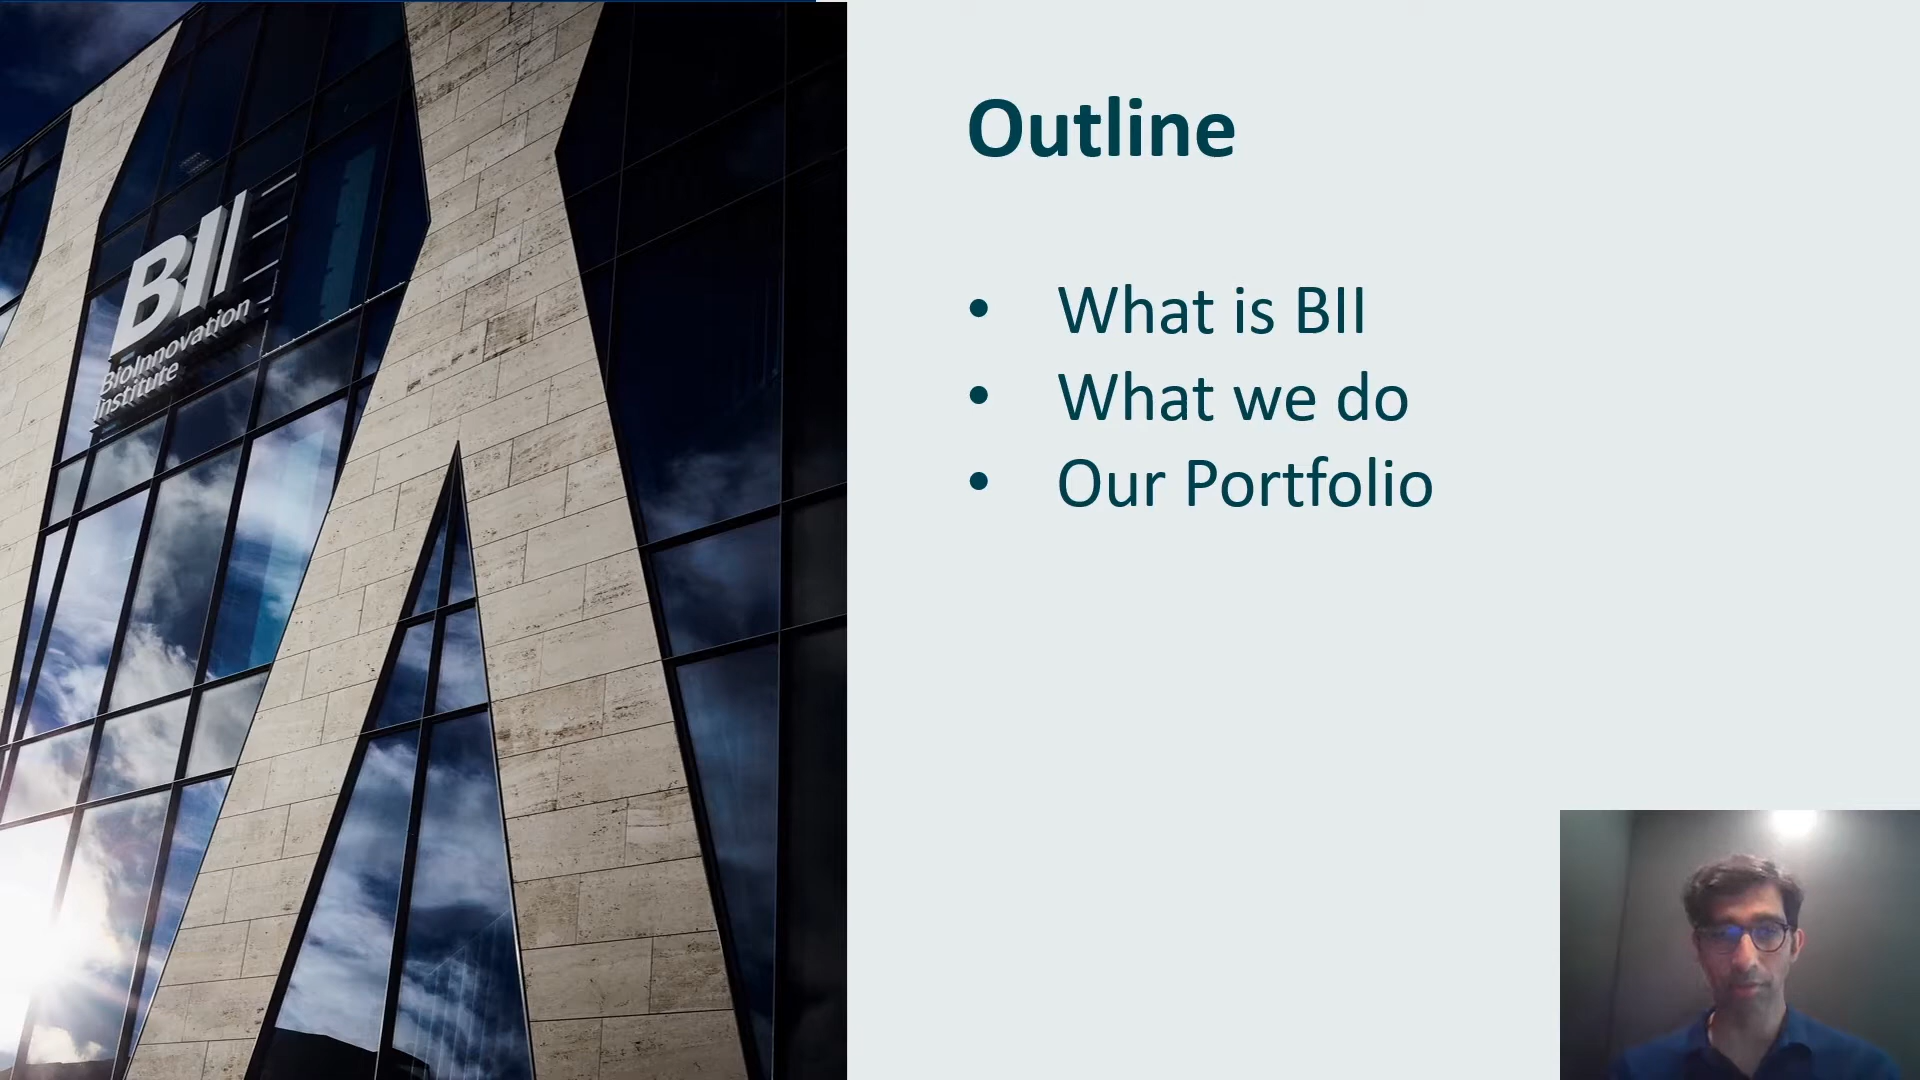 BII
BioInnovation
Institute
Outline
• What is BII
• What we do
• Our Portfolio